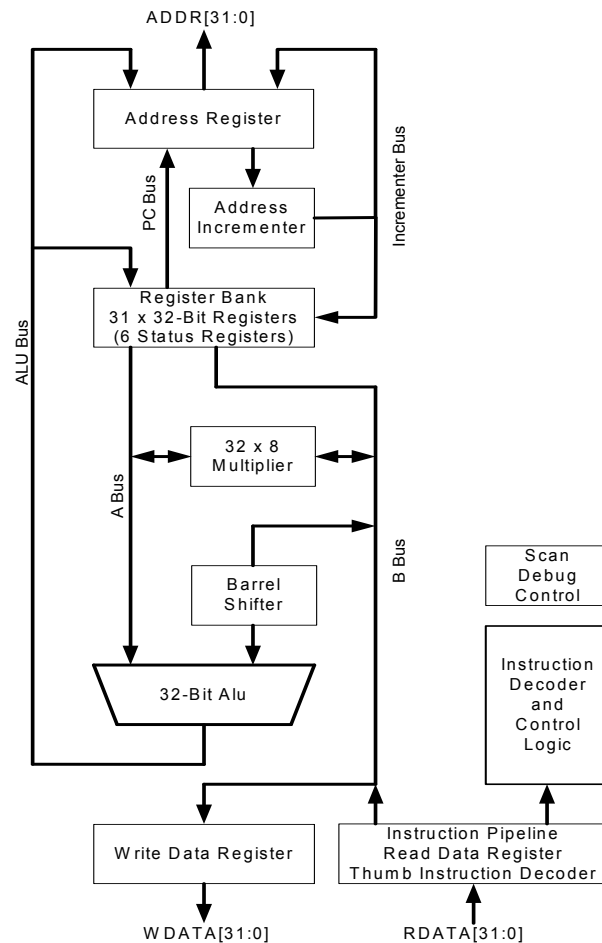 ADDR[31:0]
Address Register
Incrementer Bus
PC Bus
Address
Incrementer
Register Bank
31 x 32-Bit Registers
(6 Status Registers)
ALU Bus
32 x 8
Multiplier
A Bus
B Bus
Scan
Debug
Control
Barrel
Shifter
Instruction
Decoder
and
Control
Logic
32-Bit Alu
Write Data Register
Instruction Pipeline
Read Data Register
Thumb Instruction Decoder
WDATA[31:0]
RDATA[31:0]